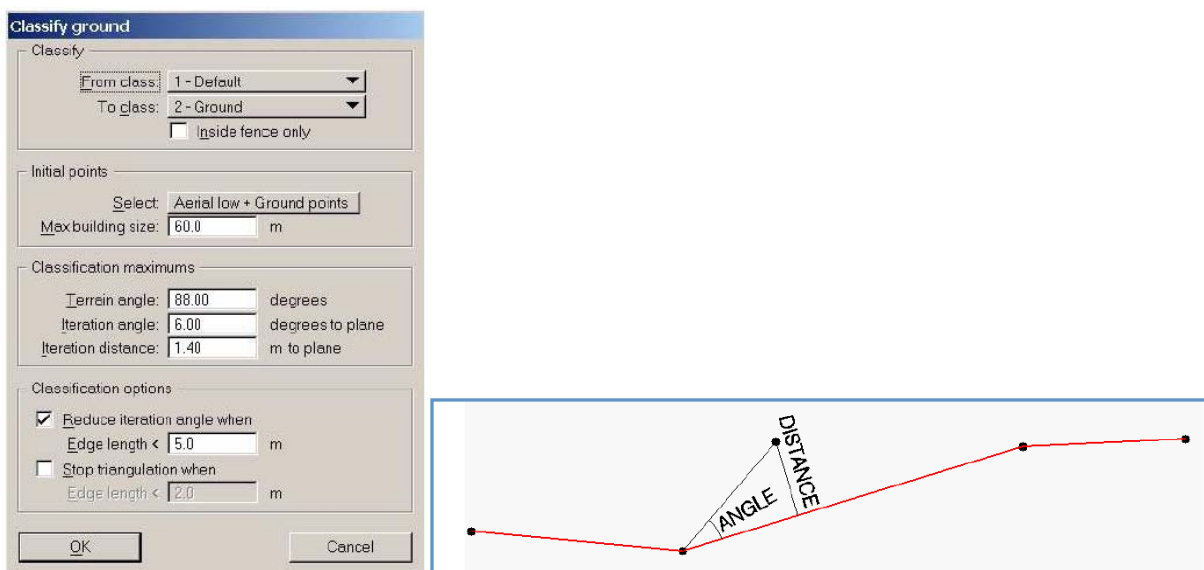 Classify ground
Classify
From class: 1 - Default
To class: 2 - Ground
Inside fence only
Initial points
Select: Aerial low + Ground points
Max building size: 60.0 m
Classification maximums
Terrain angle: 88.00 degrees
Iteration angle: 6.00 degrees to plane
Iteration distance: 1.40 m to plane
Classification options
Reduce iteration angle when
Edge length < 5.0 m
Stop triangulation when
Edge length < 2.0 m
OK Cancel
DISTANCE
ANGLE